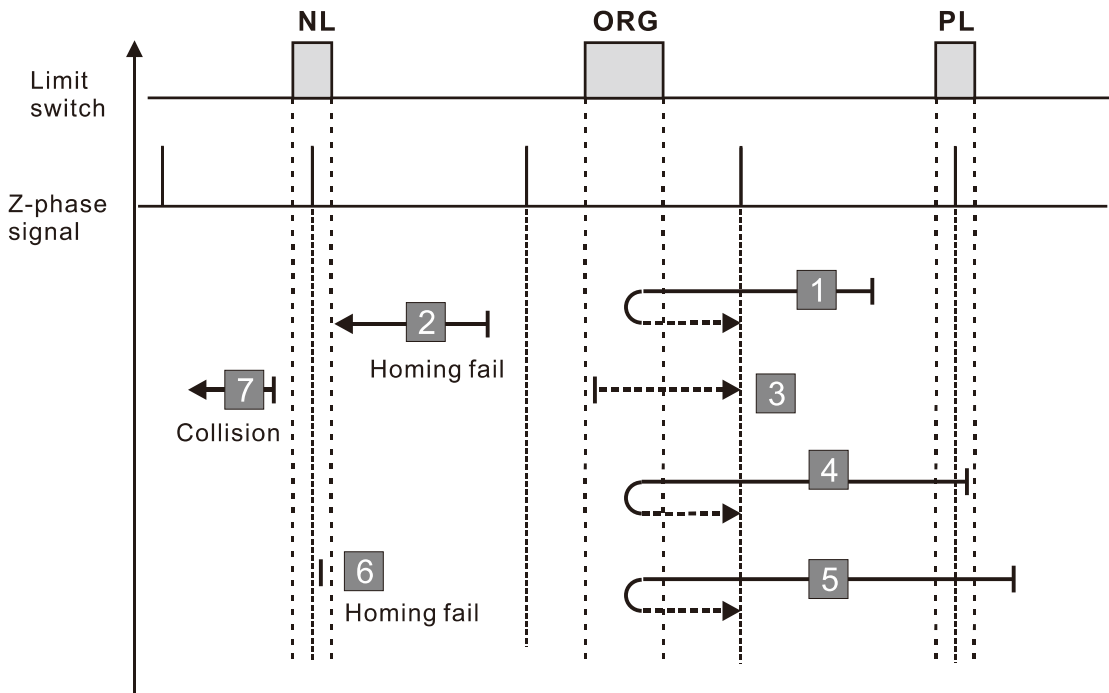 NL
ORG
PL
Limit
switch
Z-phase
signal
1
2
Homing fail
7
3
Collision
4
6
5
Homing fail